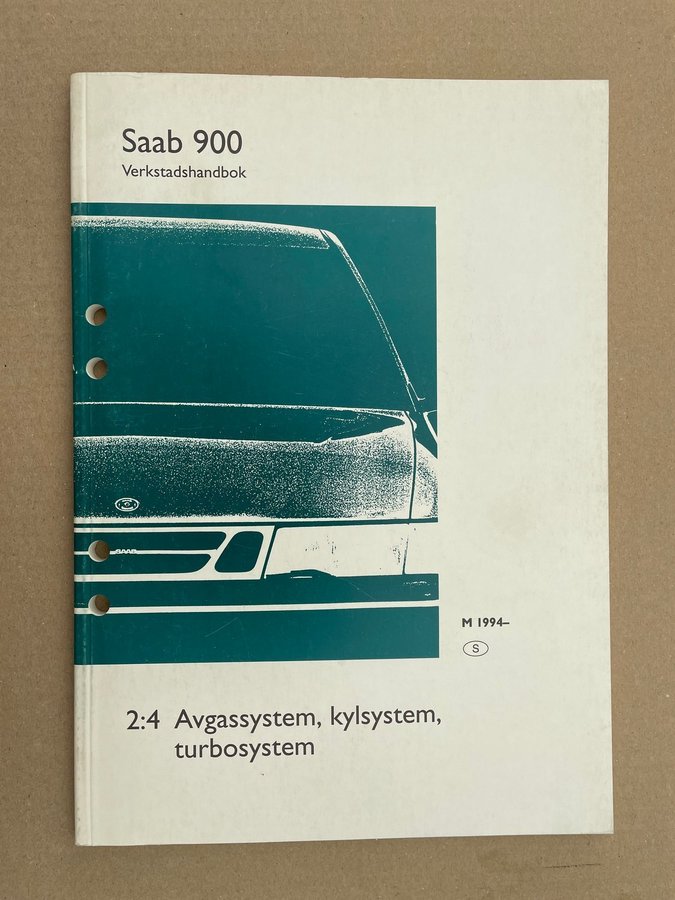 Saab 900
Verkstadshandbok
SAAB
M 1994–
S
2:4 Avgassystem, kylsystem,
turbosystem